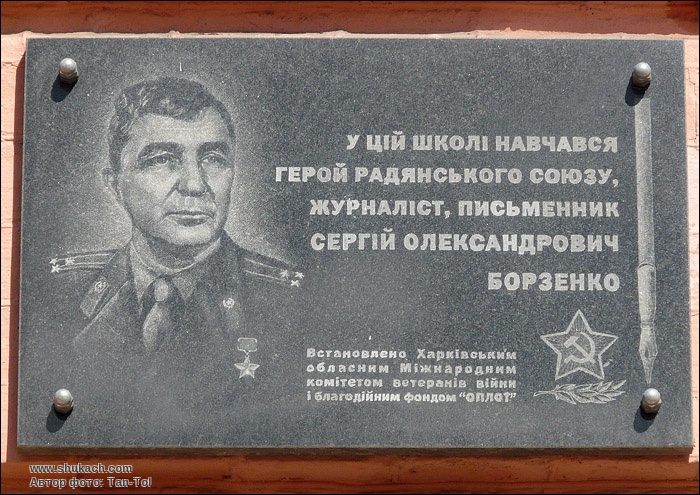 У ЦІЙ ШКОЛІ НАВЧАВСЯ
ГЕРОЙ РАДЯНСЬКОГО СОЮЗУ,
ЖУРНАЛІСТ, ПИСЬМЕННИК
СЕРГІЙ ОЛЕКСАНДРОВИЧ
БОРЗЕНКО
Встановлено Харківським
обласним Міжнародним
комітетом ветеранів війни
і благодійним фондом "ОПЛОТ"
www.shukach.com
Автор фото: Tan-Tol